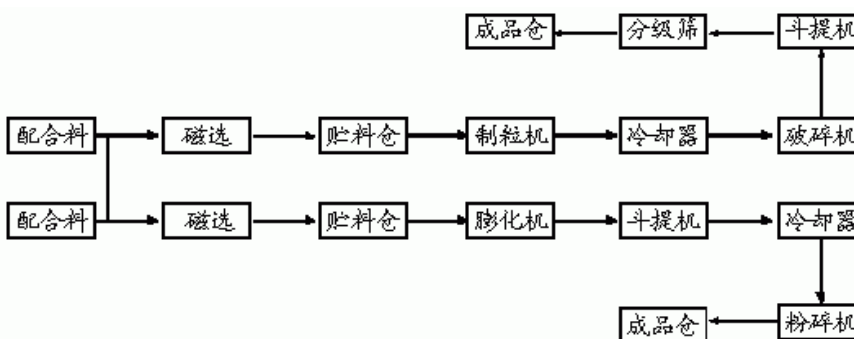 成品仓 分级筛 斗提机
配合料 磁选 贮料仓 制粒机 冷却器 破碎机
配合料 磁选 贮料仓 膨化机 斗提机 冷却器
成品仓 粉碎机